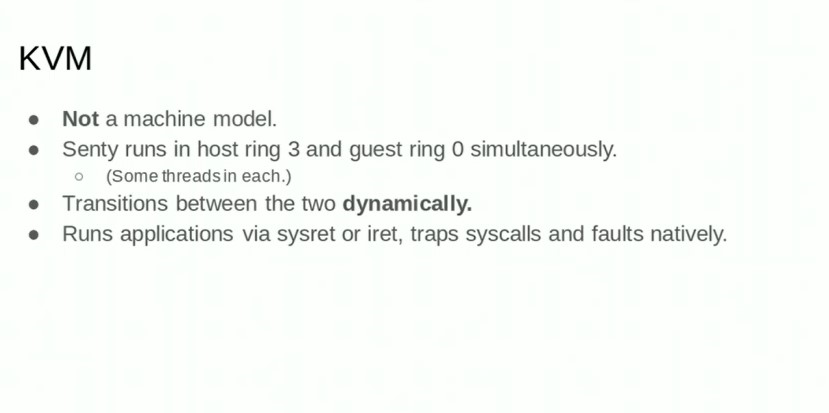 KVM
● Not a machine model.
● Senty runs in host ring 3 and guest ring 0 simultaneously.
○ (Some threads in each.)
● Transitions between the two dynamically.
● Runs applications via sysret or iret, traps syscalls and faults natively.